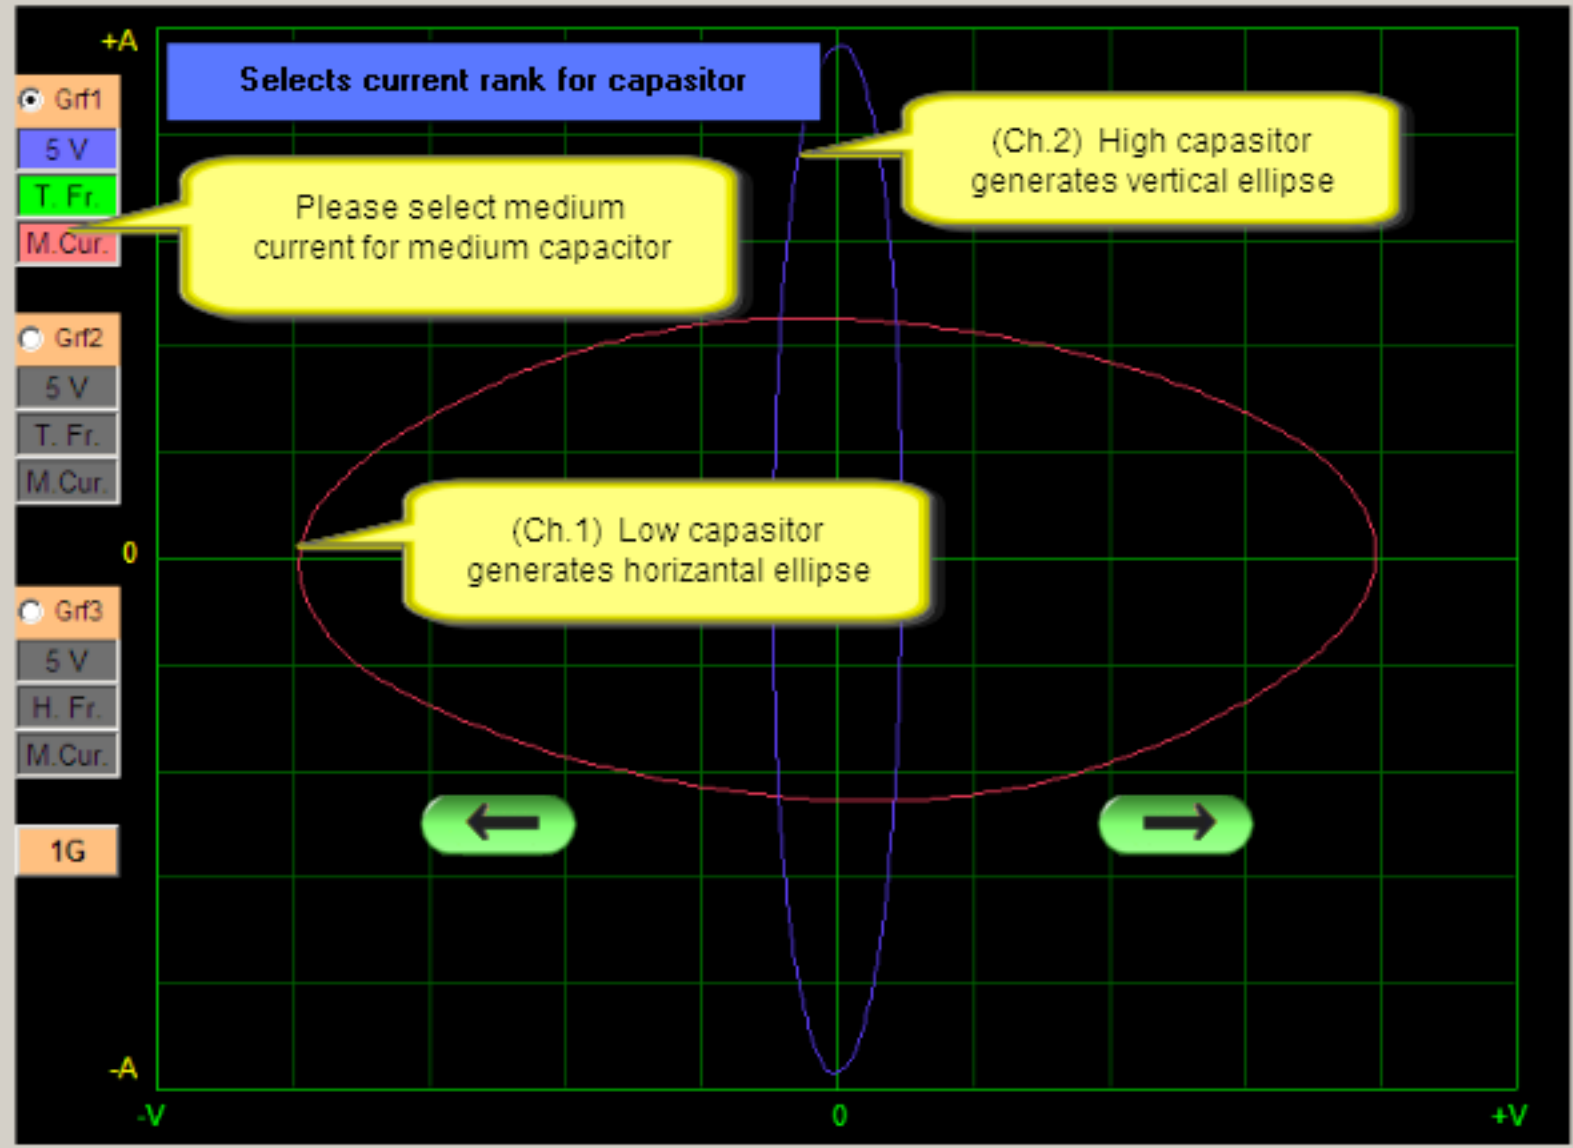 +A
Selects current rank for capasitor
Grf1
5 V
T. Fr.
M.Cur.
(Ch.2) High capasitor
generates vertical ellipse
Please select medium
current for medium capacitor
Grf2
5 V
T. Fr.
M.Cur.
(Ch.1) Low capasitor
generates horizantal ellipse
0
Grf3
5 V
H. Fr.
M.Cur.
1G
-A
-V
0
+V